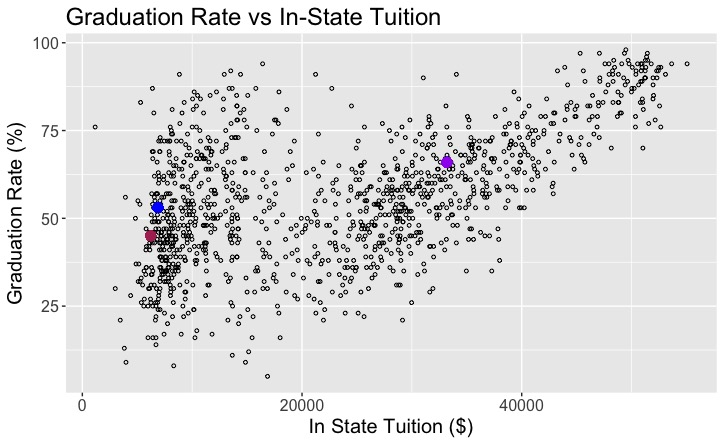 Graduation Rate vs In-State Tuition
Graduation Rate (%)
100
75
50
25
0 20000 40000
In State Tuition ($)